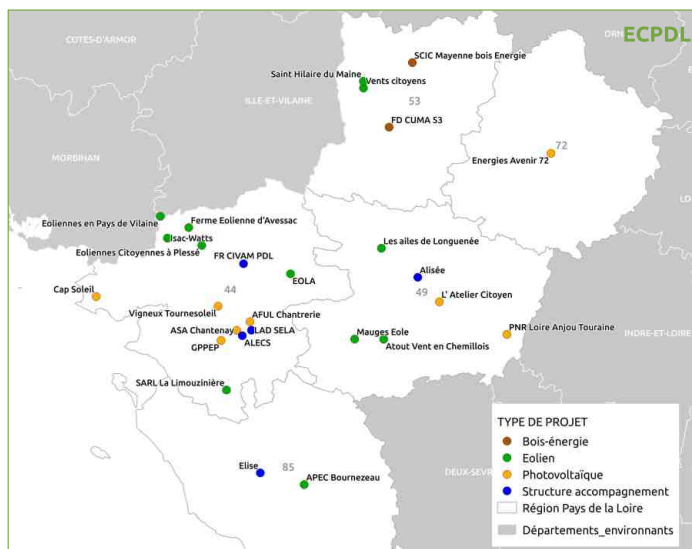 COTES-D'ARMOR
ORN
ECPDL
SCIC Mayenne bois Energie
Saint Hilaire du Maine
Vents citoyens
ILLE-ET-VILAINE
53
FD CUMA 53
72
Energies Avenir 72
MORBIHAN
Eoliennes en Pays de Vilaine
Ferme Eolienne d'Avessac
Isac-Watts
Eoliennes Citoyennes à Plessé
FR CIVAM PDL
Les ailes de Longuenée
EOLA
Alisée
Cap Soleil
44
49
L' Atelier Citoyen
Vigneux Tournesoleil
AFUL Chantrerie
ASA Chantenay
LAD SELA
GPPEP
ALECS
PNR Loire Anjou Touraine
INDRE-ET-LOIRE
Mauges Eole
Atout Vent en Chemillois
SARL La Limouzinière
Elise
85
APEC Bournezeau
DEUX-SEV
TYPE DE PROJET
Bois-énergie
Eolien
Photovoltaïque
Structure accompagnement
Région Pays de la Loire
Départements_environnants